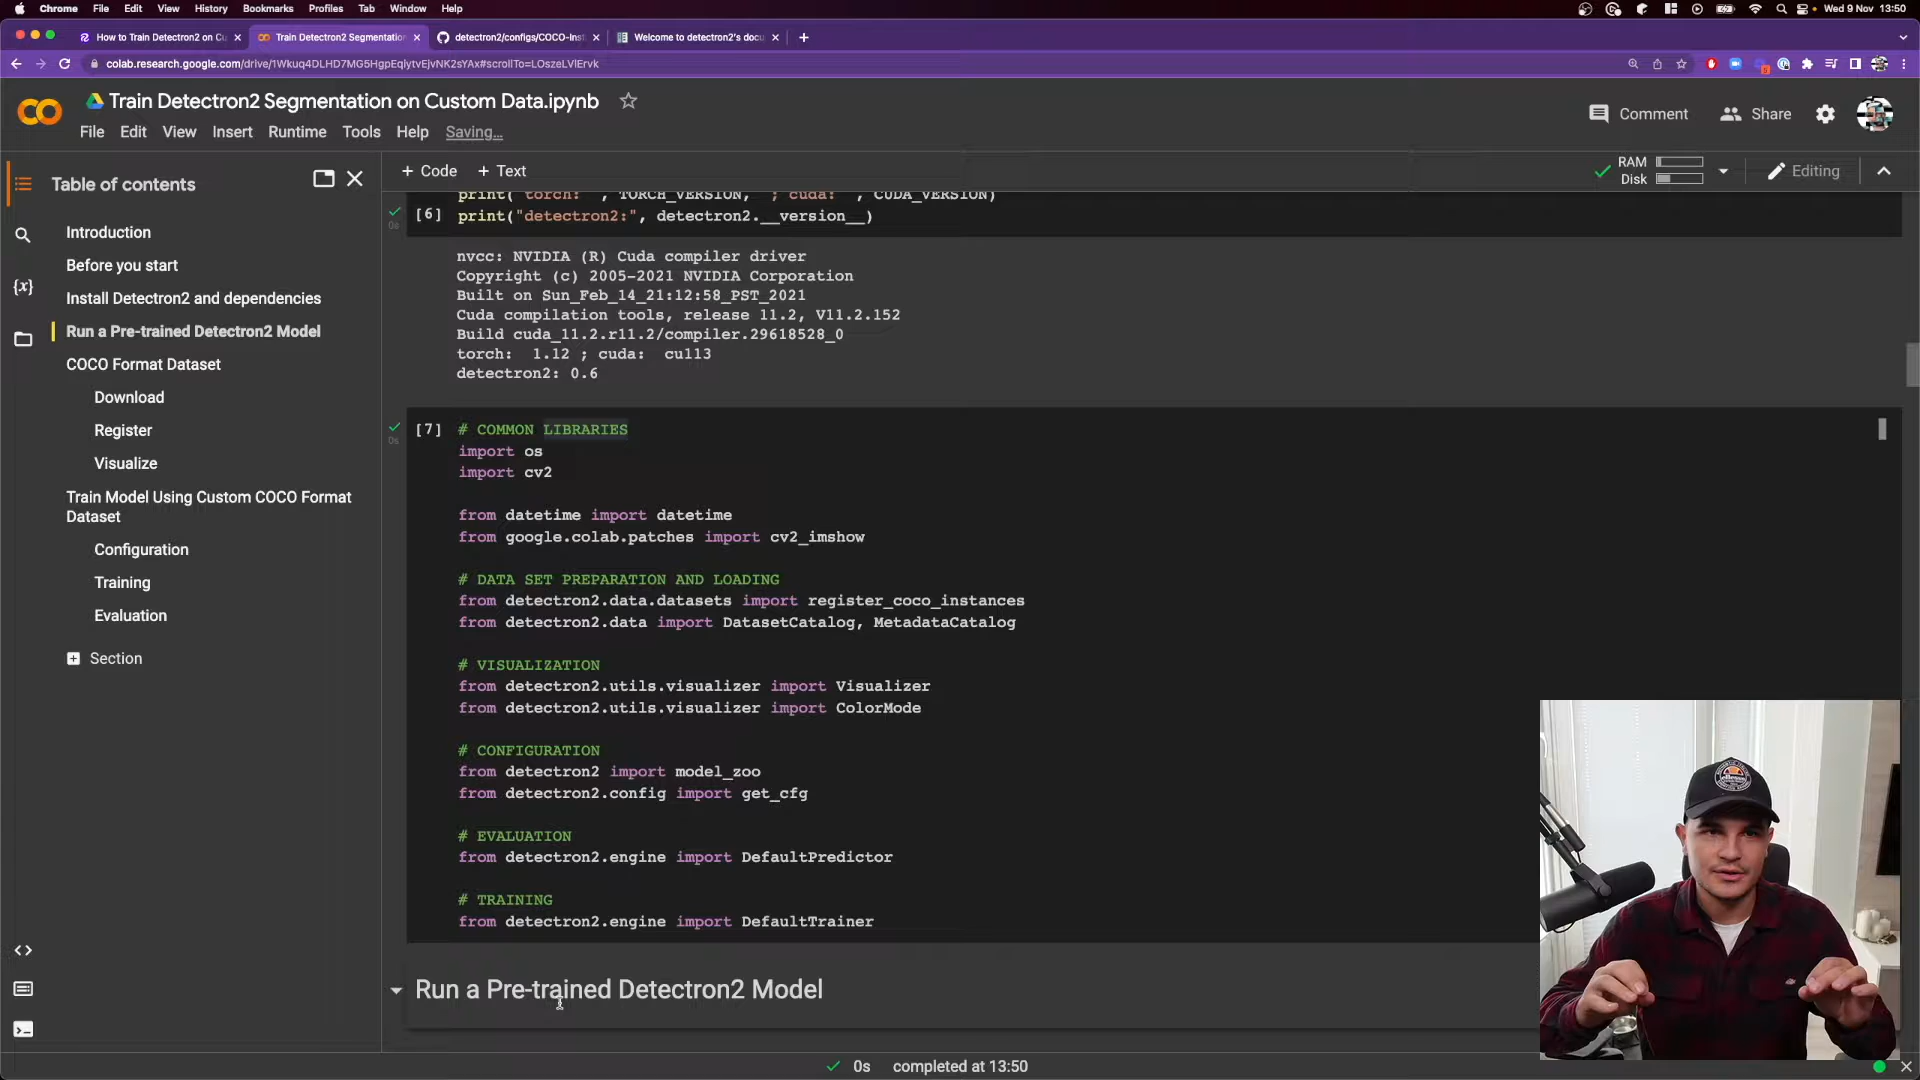 Chrome File Edit View History Bookmarks Profiles Tab Window Help
Wed 9 Nov 13:50
How to Train Detectron2 on Cu
Train Detectron2 Segmentation
detectron2/configs/COCO-Inst
Welcome to detectron2's docu
colab.research.google.com/drive/1Wkuq4DLHD7MG5HgpEqIytvEjvNK2sYAx#scrollTo=LOszeLVlErvk
Train Detectron2 Segmentation on Custom Data.ipynb
Comment
Share
File Edit View Insert Runtime Tools Help Saving...
Table of contents
+ Code + Text
RAM
Disk
Editing
Introduction
Before you start
Install Detectron2 and dependencies
Run a Pre-trained Detectron2 Model
COCO Format Dataset
Download
Register
Visualize
Train Model Using Custom COCO Format
Dataset
Configuration
Training
Evaluation
Section
{x}
print("torch: ", TORCH_VERSION, "; cuda: ", CUDA_VERSION)
[6] print("detectron2:", detectron2.__version__)
0s
nvcc: NVIDIA (R) Cuda compiler driver
Copyright (c) 2005-2021 NVIDIA Corporation
Built on Sun_Feb_14_21:12:58_PST_2021
Cuda compilation tools, release 11.2, V11.2.152
Build cuda_11.2.r11.2/compiler.29618528_0
torch:  1.12 ; cuda:  cu113
detectron2: 0.6
[7] # COMMON LIBRARIES
0s
import os
import cv2
from datetime import datetime
from google.colab.patches import cv2_imshow
# DATA SET PREPARATION AND LOADING
from detectron2.data.datasets import register_coco_instances
from detectron2.data import DatasetCatalog, MetadataCatalog
# VISUALIZATION
from detectron2.utils.visualizer import Visualizer
from detectron2.utils.visualizer import ColorMode
# CONFIGURATION
from detectron2 import model_zoo
from detectron2.config import get_cfg
# EVALUATION
from detectron2.engine import DefaultPredictor
# TRAINING
from detectron2.engine import DefaultTrainer
Run a Pre-trained Detectron2 Model
0s completed at 13:50